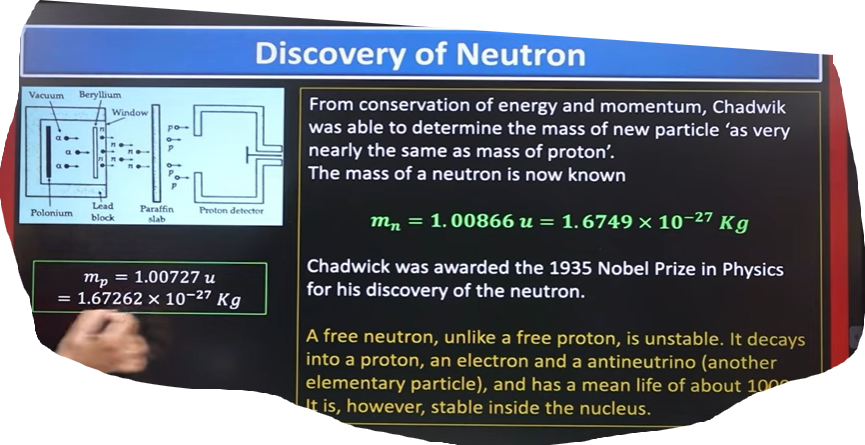 Discovery of Neutron
Vacuum
Beryllium
Window
α
α
α
n
n
n
n
n
n
p
p
p
p
Polonium
Lead
block
Paraffin
slab
Proton detector
m_p = 1.00727 u
= 1.67262 × 10⁻²⁷ Kg
From conservation of energy and momentum, Chadwik
was able to determine the mass of new particle ‘as very
nearly the same as mass of proton’.
The mass of a neutron is now known
m_n = 1.00866 u = 1.6749 × 10⁻²⁷ Kg
Chadwick was awarded the 1935 Nobel Prize in Physics
for his discovery of the neutron.
A free neutron, unlike a free proton, is unstable. It decays
into a proton, an electron and a antineutrino (another
elementary particle), and has a mean life of about
It is, however, stable inside the nucleus.